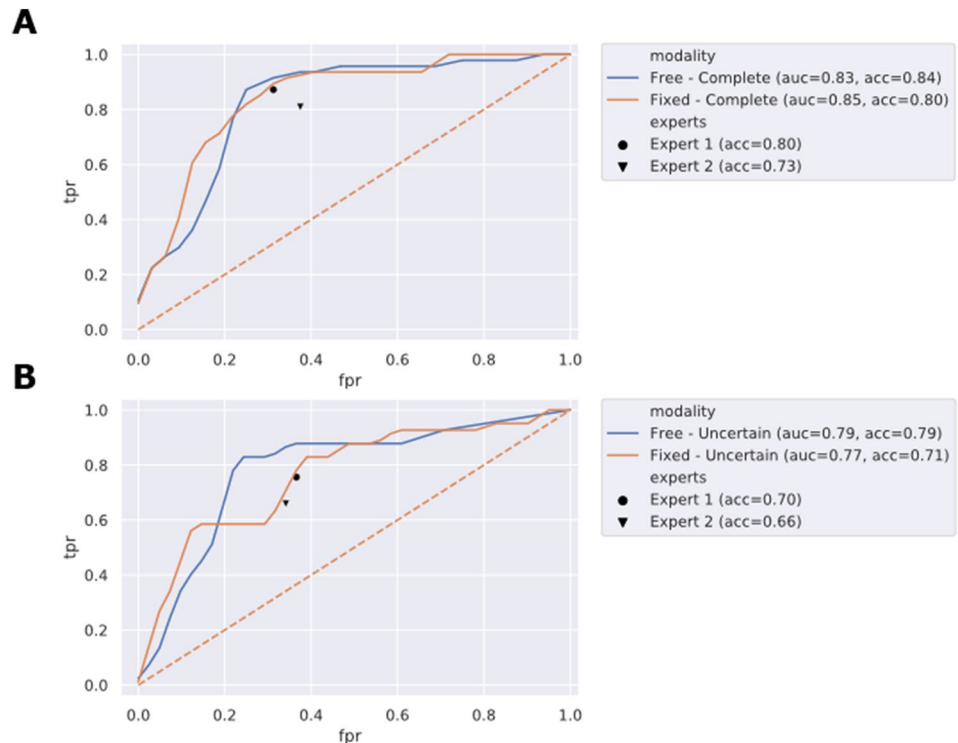 A
1.0
0.8
0.6
0.4
0.2
0.0
tpr
0.0 0.2 0.4 0.6 0.8 1.0
fpr
modality
Free - Complete (auc=0.83, acc=0.84)
Fixed - Complete (auc=0.85, acc=0.80)
experts
Expert 1 (acc=0.80)
Expert 2 (acc=0.73)
B
1.0
0.8
0.6
0.4
0.2
0.0
tpr
0.0 0.2 0.4 0.6 0.8 1.0
fpr
modality
Free - Uncertain (auc=0.79, acc=0.79)
Fixed - Uncertain (auc=0.77, acc=0.71)
experts
Expert 1 (acc=0.70)
Expert 2 (acc=0.66)